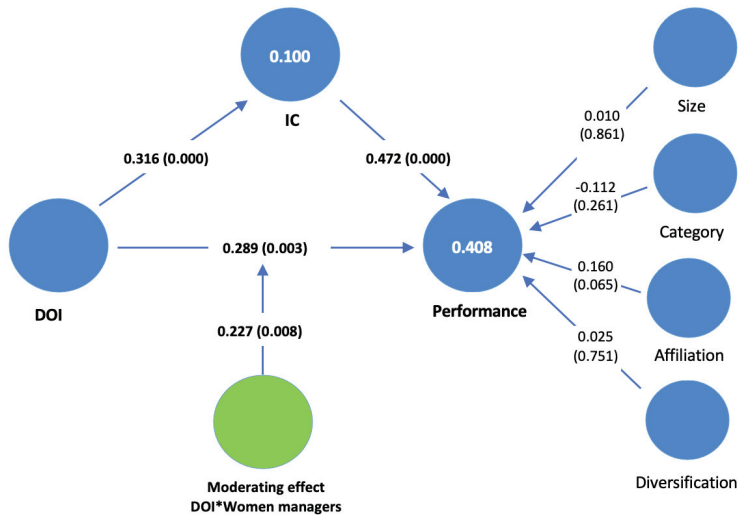 0.100
IC
0.316 (0.000)
0.472 (0.000)
DOI
0.289 (0.003)
0.408
Performance
0.227 (0.008)
Moderating effect
DOI*Women managers
Size
0.010
(0.861)
-0.112
(0.261)
Category
0.160
(0.065)
Affiliation
0.025
(0.751)
Diversification